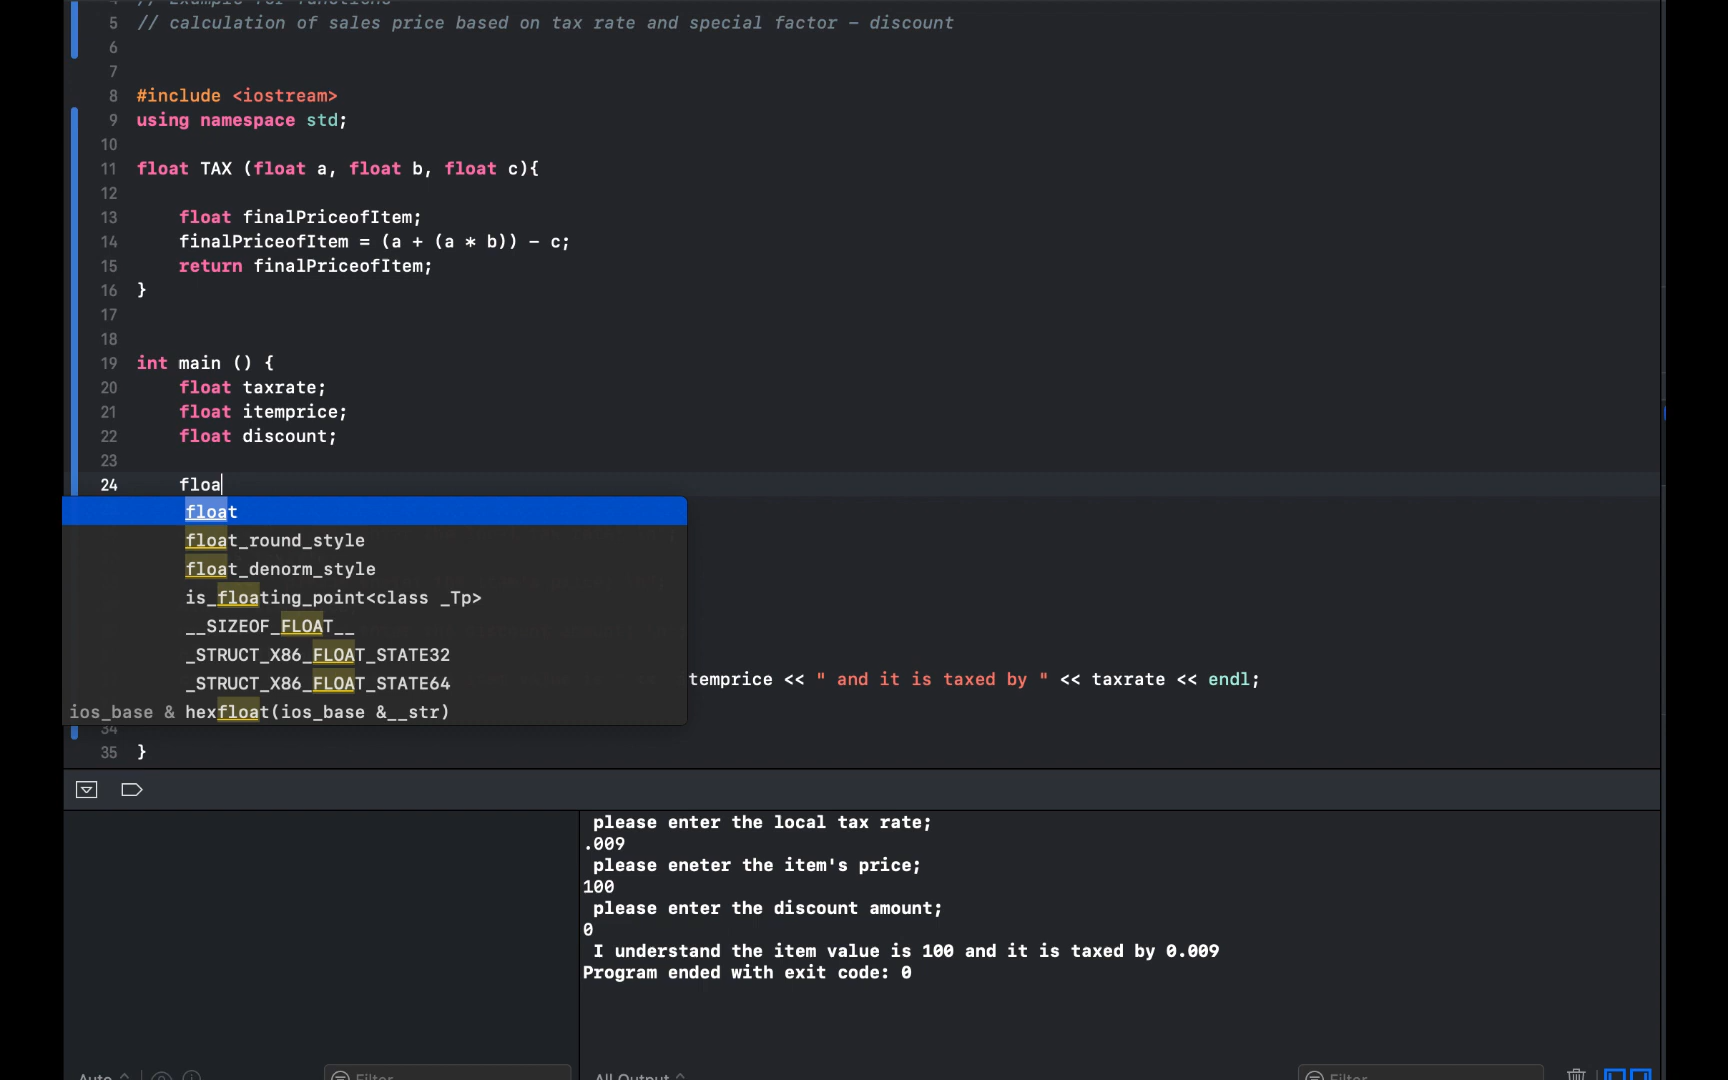 4 // Example for functions
5 // calculation of sales price based on tax rate and special factor – discount
6
7
8 #include <iostream>
9 using namespace std;
10
11 float TAX (float a, float b, float c){
12
13 float finalPriceofItem;
14 finalPriceofItem = (a + (a * b)) – c;
15 return finalPriceofItem;
16 }
17
18
19 int main () {
20 float taxrate;
21 float itemprice;
22 float discount;
23
24 floa
float
float_round_style
float_denorm_style
is_floating_point<class _Tp>
__SIZEOF_FLOAT__
_STRUCT_X86_FLOAT_STATE32
temprice << " and it is taxed by " << taxrate << endl;
_STRUCT_X86_FLOAT_STATE64
ios_base & hexfloat(ios_base &__str)
34
35 }
please enter the local tax rate;
.009
please eneter the item's price;
100
please enter the discount amount;
0
I understand the item value is 100 and it is taxed by 0.009
Program ended with exit code: 0
Auto
Filter
All Output
Filter